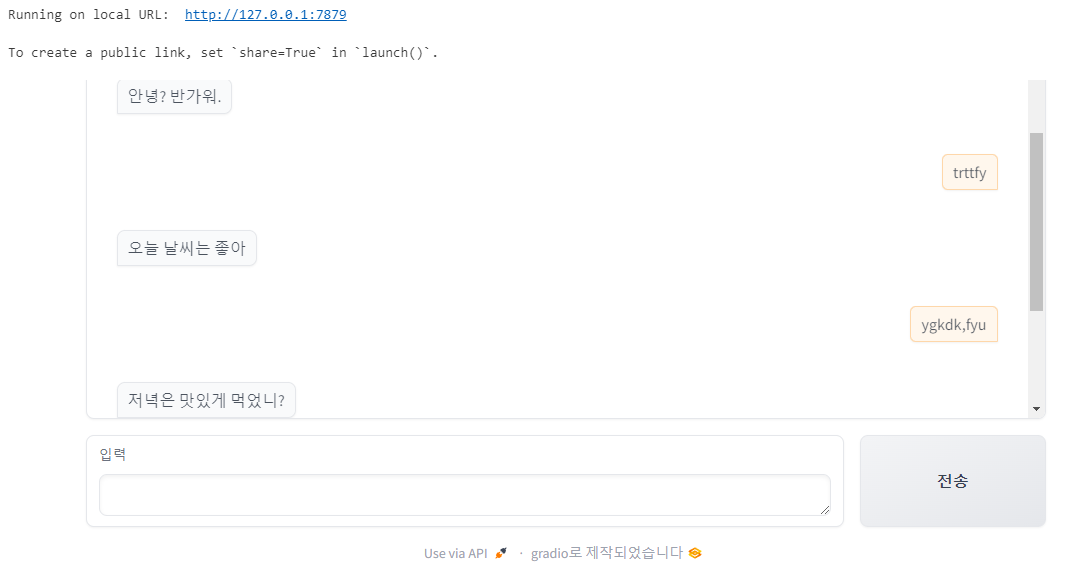 Running on local URL:  http://127.0.0.1:7879
To create a public link, set `share=True` in `launch()`.
안녕? 반가워.
trttfy
오늘 날씨는 좋아
ygkdk,fyu
저녁은 맛있게 먹었니?
입력
전송
Use via API 🚀 · gradio로 제작되었습니다